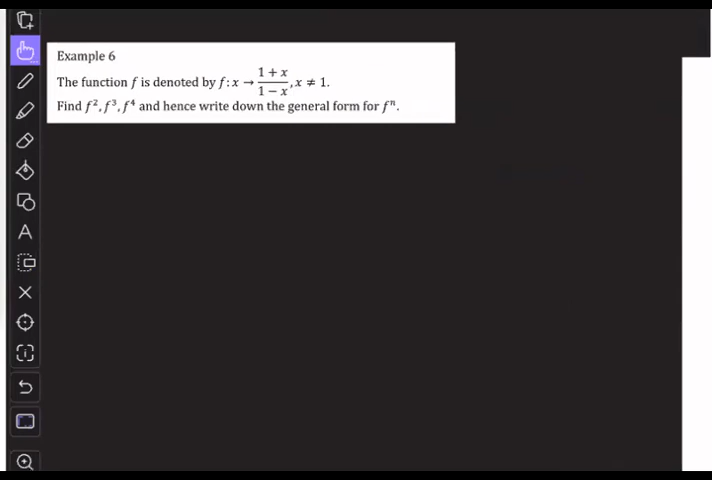 Example 6
The function f is denoted by f: x → (1 + x)/(1 − x), x ≠ 1.
Find f², f³, f⁴ and hence write down the general form for fⁿ.
A